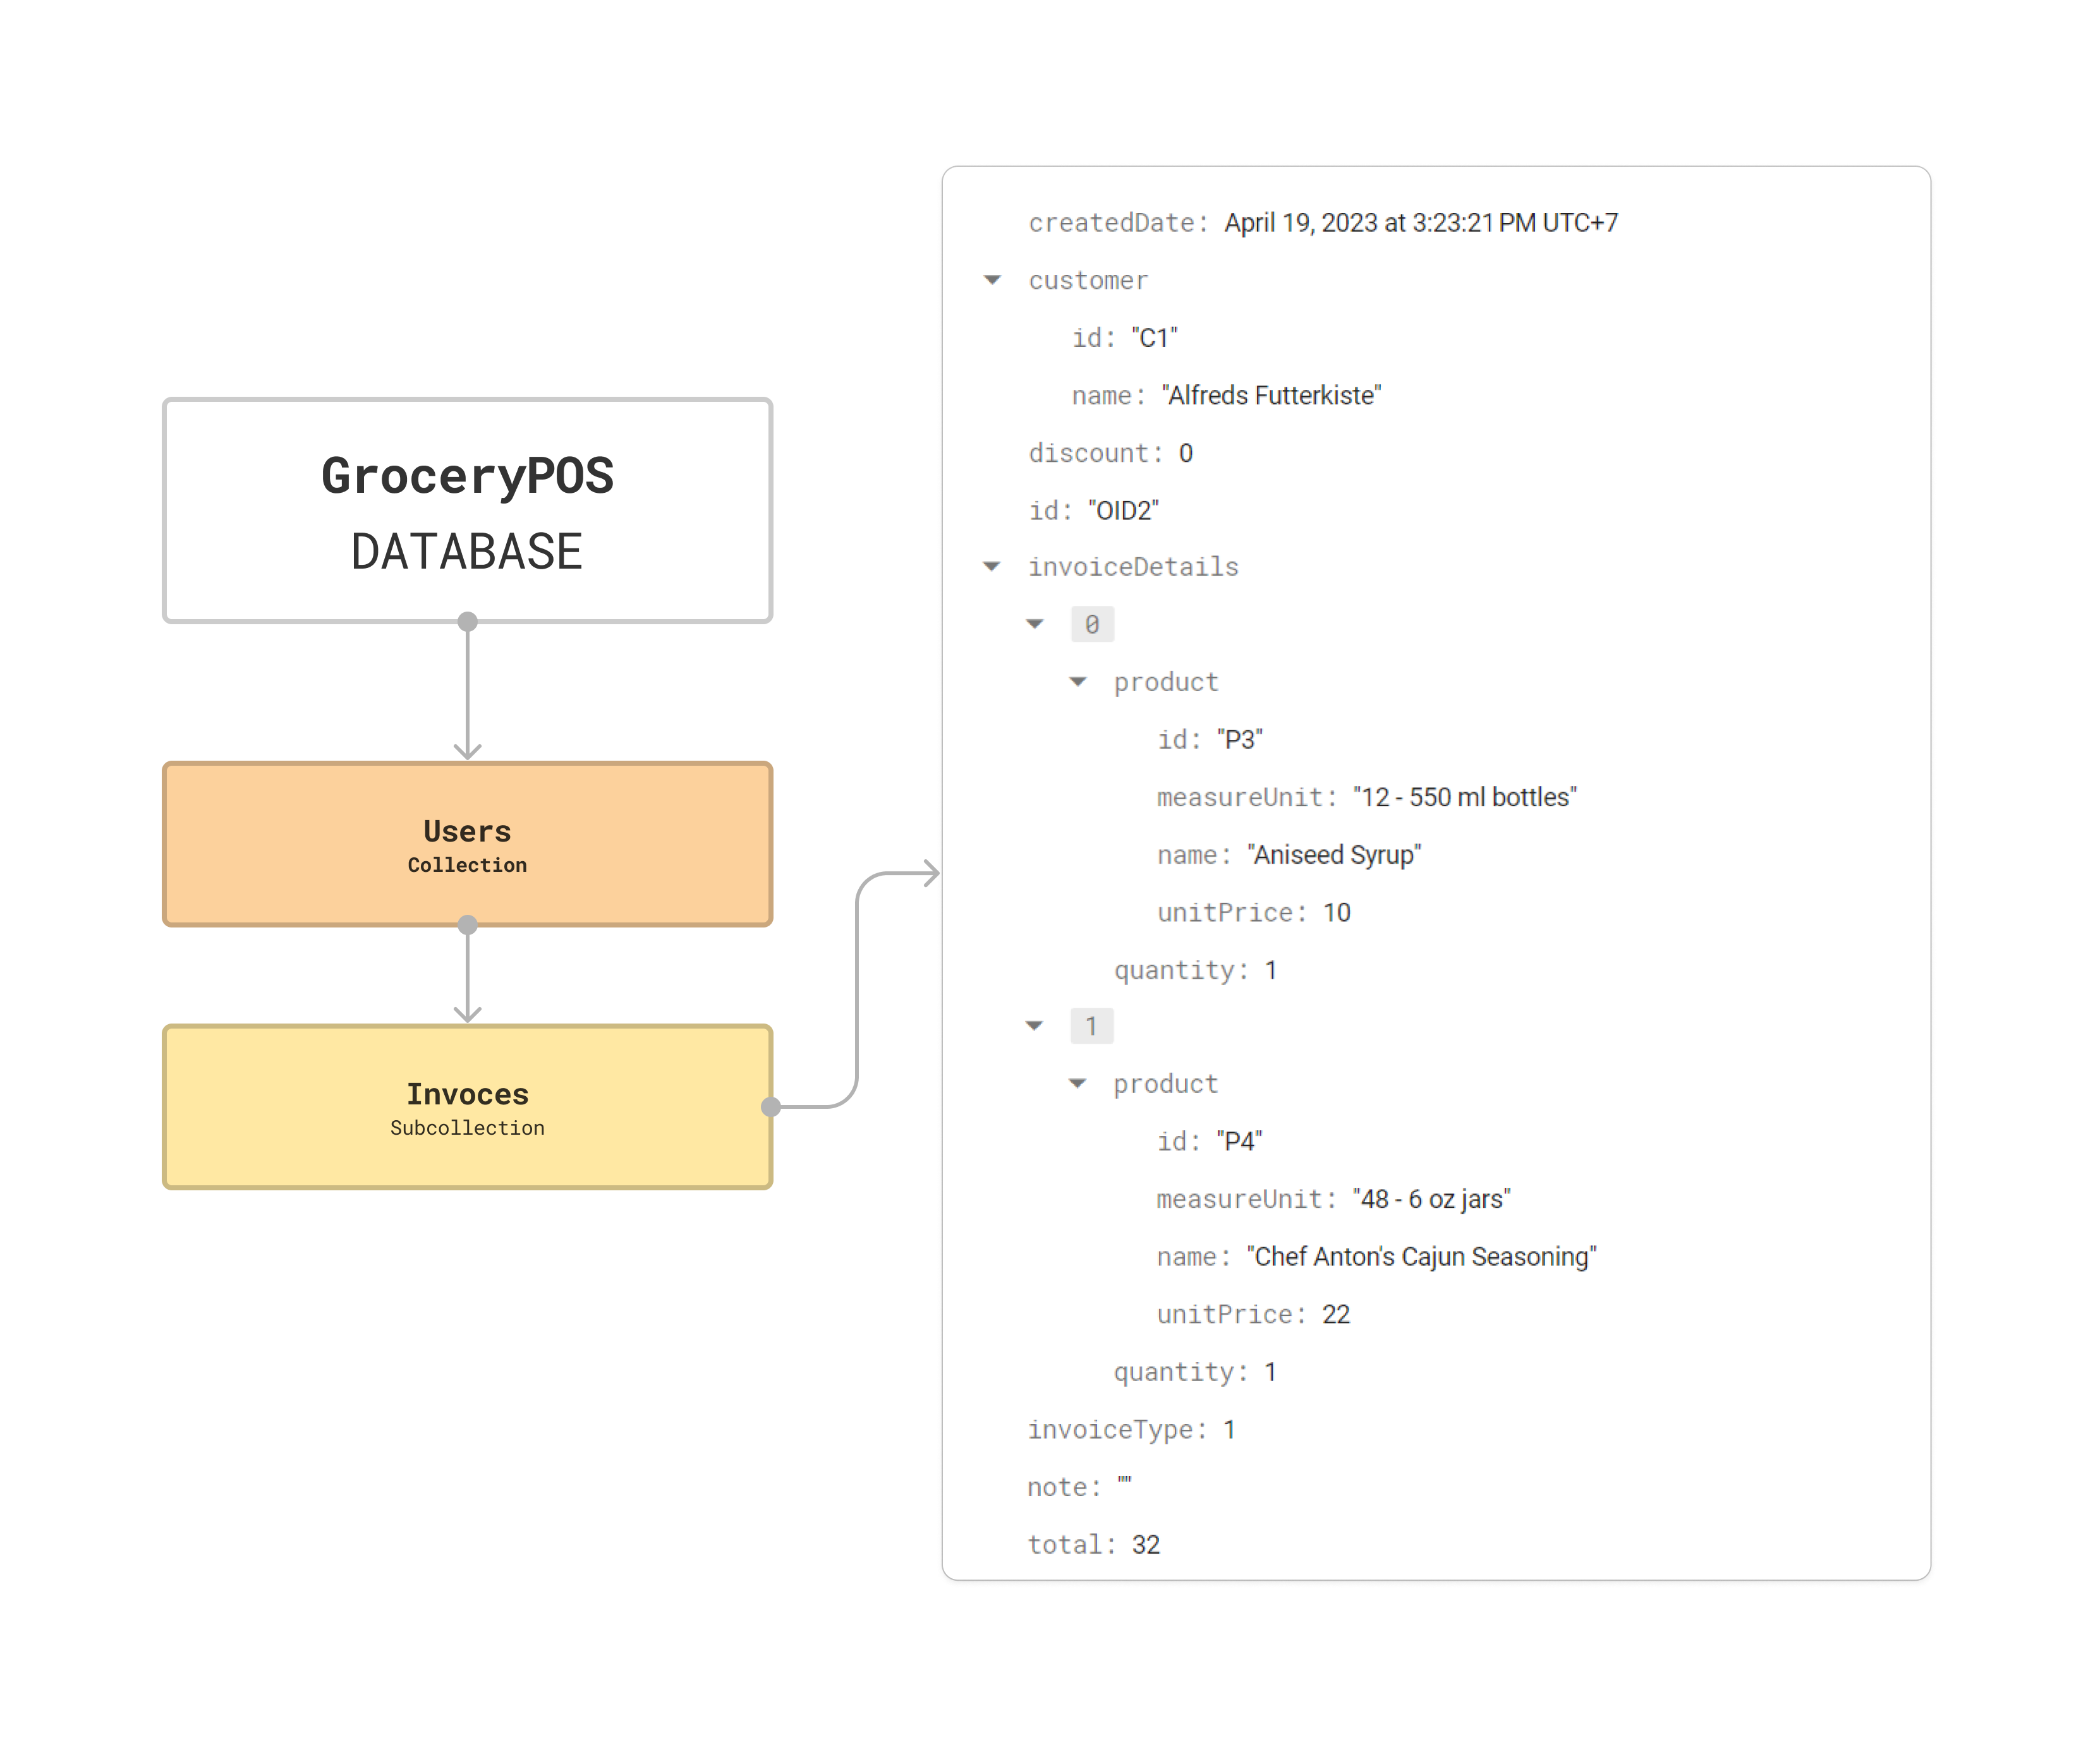 GroceryPOS
DATABASE
Users
Collection
Invoces
Subcollection
createdDate: April 19, 2023 at 3:23:21 PM UTC+7
customer
id: "C1"
name: "Alfreds Futterkiste"
discount: 0
id: "OID2"
invoiceDetails
0
product
id: "P3"
measureUnit: "12 - 550 ml bottles"
name: "Aniseed Syrup"
unitPrice: 10
quantity: 1
1
product
id: "P4"
measureUnit: "48 - 6 oz jars"
name: "Chef Anton's Cajun Seasoning"
unitPrice: 22
quantity: 1
invoiceType: 1
note: ""
total: 32